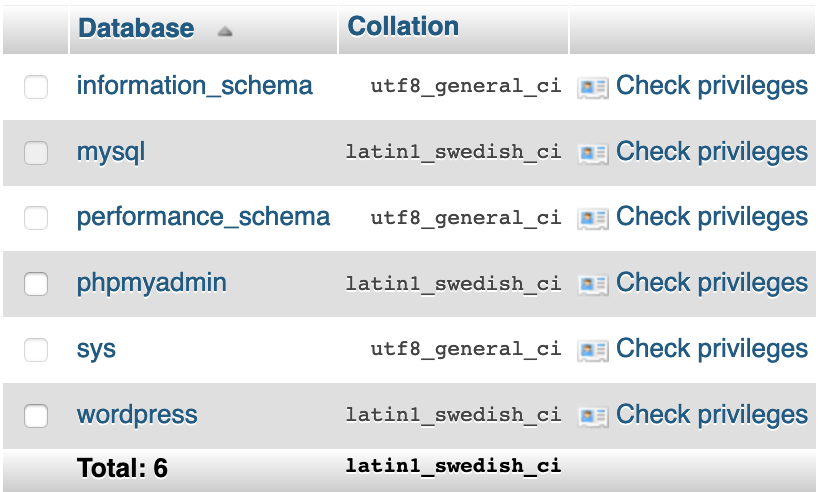 Database Collation
information_schema utf8_general_ci Check privileges
mysql latin1_swedish_ci Check privileges
performance_schema utf8_general_ci Check privileges
phpmyadmin latin1_swedish_ci Check privileges
sys utf8_general_ci Check privileges
wordpress latin1_swedish_ci Check privileges
Total: 6 latin1_swedish_ci